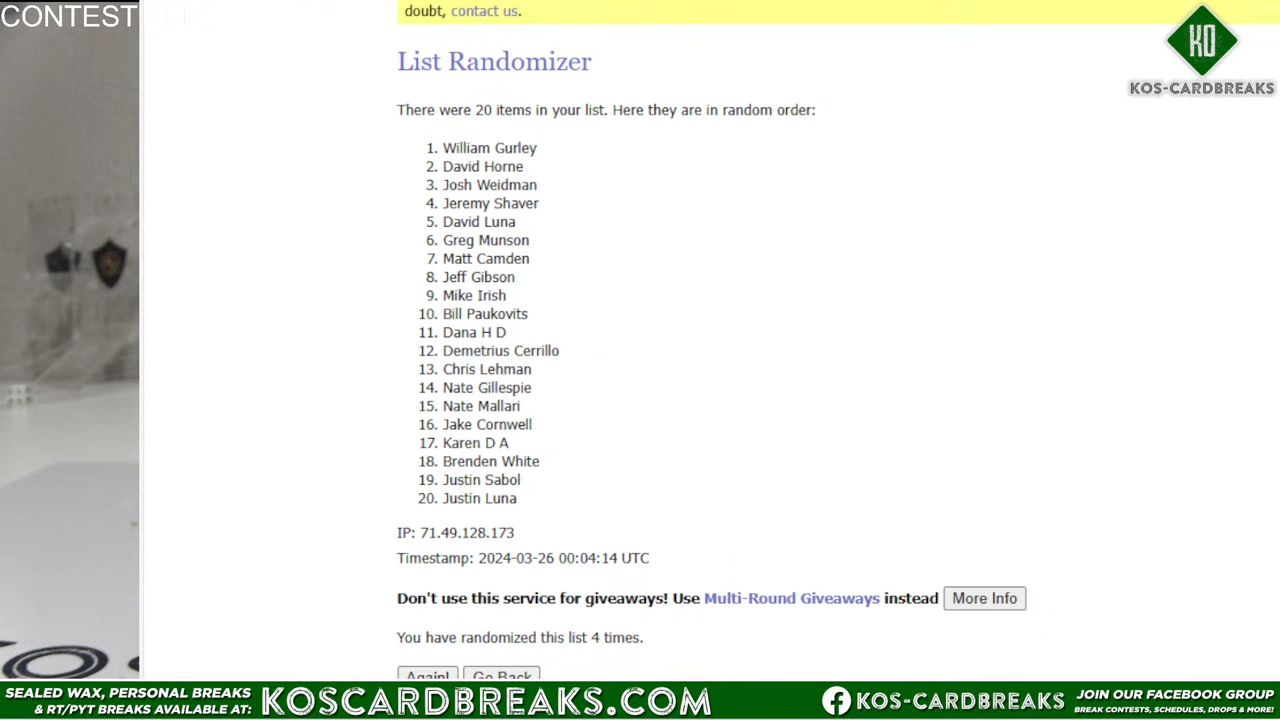 CONTEST
doubt, contact us.
KO
KOS-CARDBREAKS
List Randomizer
There were 20 items in your list. Here they are in random order:
1. William Gurley
2. David Horne
3. Josh Weidman
4. Jeremy Shaver
5. David Luna
6. Greg Munson
7. Matt Camden
8. Jeff Gibson
9. Mike Irish
10. Bill Paukovits
11. Dana H D
12. Demetrius Cerrillo
13. Chris Lehman
14. Nate Gillespie
15. Nate Mallari
16. Jake Cornwell
17. Karen D A
18. Brenden White
19. Justin Sabol
20. Justin Luna
IP: 71.49.128.173
Timestamp: 2024-03-26 00:04:14 UTC
Don't use this service for giveaways! Use Multi-Round Giveaways instead More Info
You have randomized this list 4 times.
Again! Go Back
SEALED WAX, PERSONAL BREAKS
& RT/PYT BREAKS AVAILABLE AT:
KOSCARDBREAKS.COM
KOS-CARDBREAKS
JOIN OUR FACEBOOK GROUP
BREAK CONTESTS, SCHEDULES, DROPS & MORE!